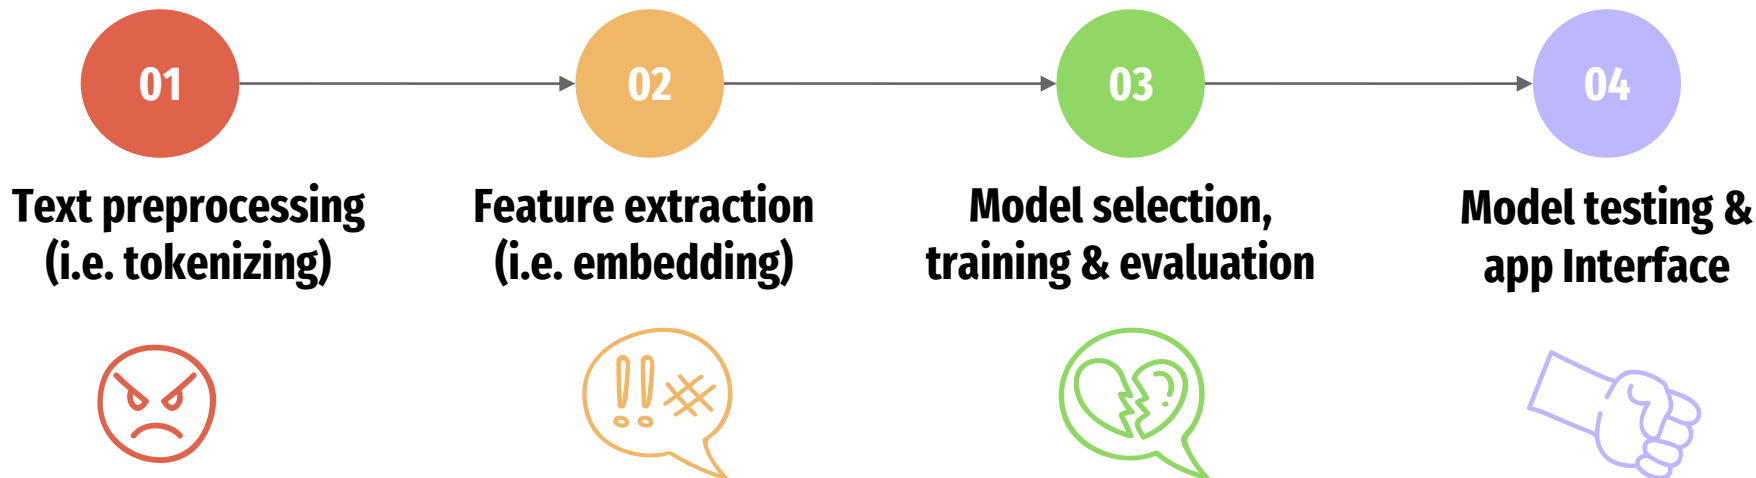 01
02
03
04
Text preprocessing
(i.e. tokenizing)
Feature extraction
(i.e. embedding)
Model selection,
training & evaluation
Model testing &
app Interface